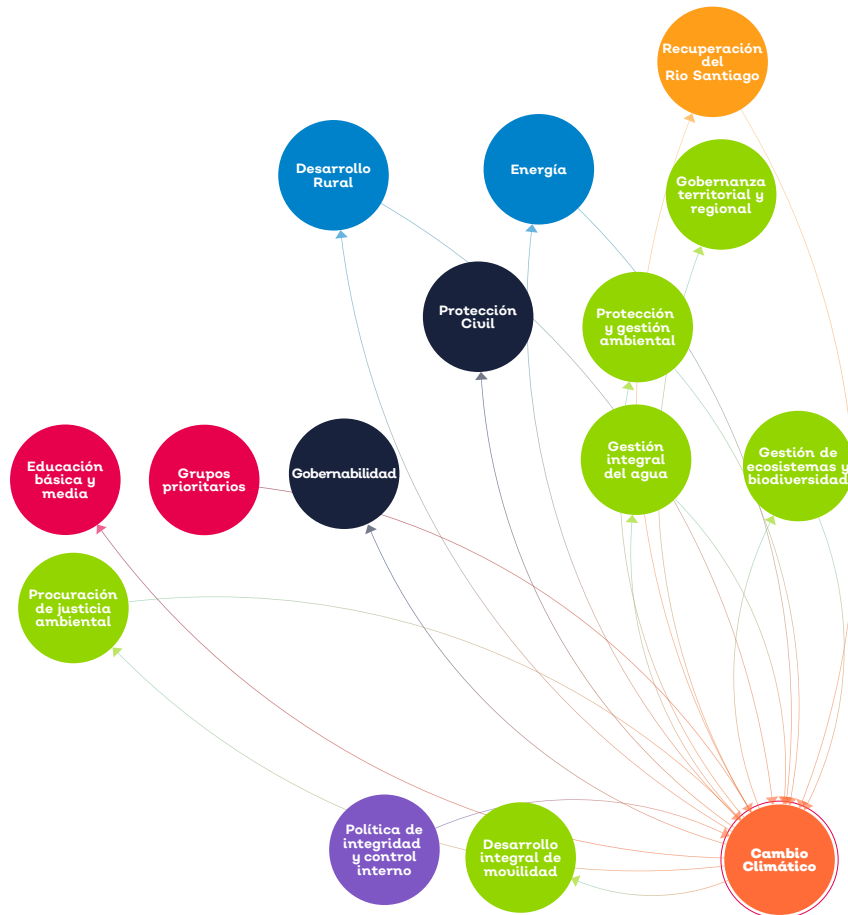 Recuperación
del
Rio Santiago
Desarrollo
Rural
Energía
Gobernanza
territorial y
regional
Protección
Civil
Protección
y gestión
ambiental
Educación
básica y
media
Grupos
prioritarios
Gobernabilidad
Gestión
integral
del agua
Gestión de
ecosistemas y
biodiversidad
Procuración
de justicia
ambiental
Política de
integridad
y control
interno
Desarrollo
integral de
movilidad
Cambio
Climático